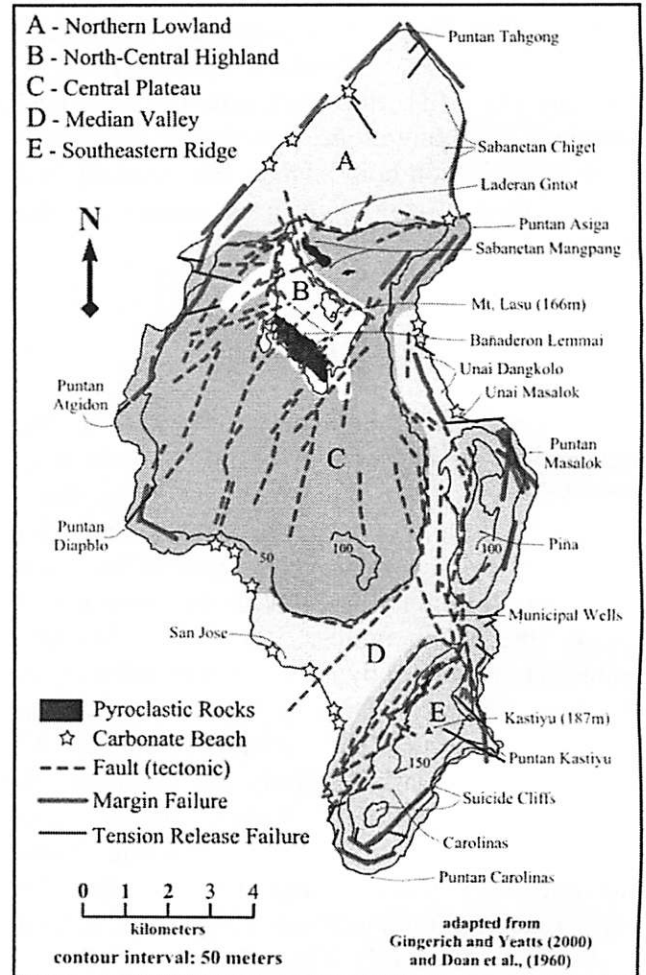 A - Northern Lowland
B - North-Central Highland
C - Central Plateau
D - Median Valley
E - Southeastern Ridge
N
Puntan Tahgong
Sabanetan Chiget
A
Laderan Gntot
Puntan Asiga
Sabanetan Mangpang
B
Mt. Lasu (166m)
Bañaderon Lemmai
Unai Dangkolo
Unai Masalok
Puntan
Atgidon
C
Puntan
Masalok
Puntan
Diapblo
50
100
100
Piña
Municipal Wells
San Jose
D
E
Kastiyu (187m)
Puntan Kastiyu
150
Suicide Cliffs
Carolinas
Puntan Carolinas
Pyroclastic Rocks
Carbonate Beach
Fault (tectonic)
Margin Failure
Tension Release Failure
0 1 2 3 4
kilometers
contour interval: 50 meters
adapted from
Gingerich and Yeatts (2000)
and Doan et al., (1960)